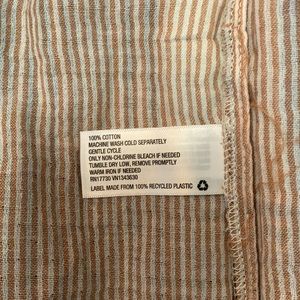 100% COTTON
MACHINE WASH COLD SEPARATELY
GENTLE CYCLE
ONLY NON-CHLORINE BLEACH IF NEEDED
TUMBLE DRY LOW, REMOVE PROMPTLY
WARM IRON IF NEEDED
RN17730 VN1343630
LABEL MADE FROM 100% RECYCLED PLASTIC